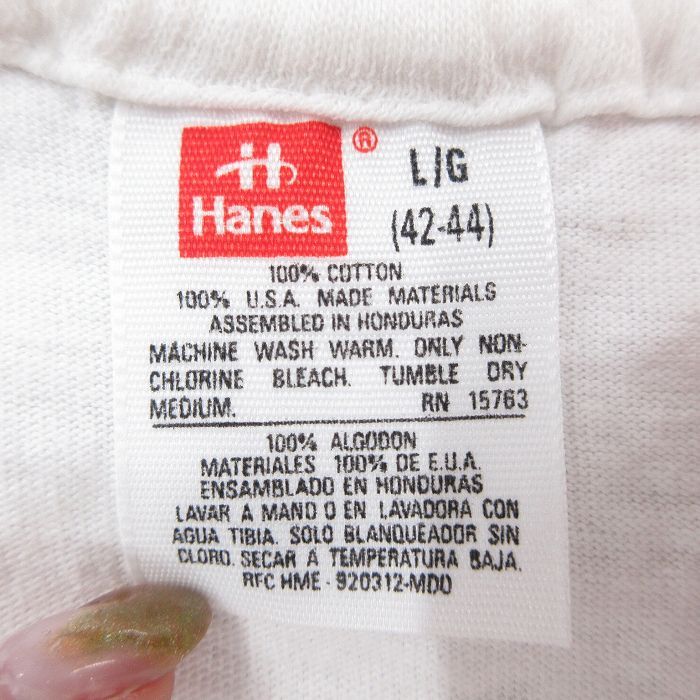 H
Hanes ®
L/G
(42-44)
100% COTTON
100% U.S.A. MADE MATERIALS
ASSEMBLED IN HONDURAS
MACHINE WASH WARM. ONLY NON-
CHLORINE BLEACH. TUMBLE DRY
MEDIUM. RN 15763
100% ALGODON
MATERIALES 100% DE E.U.A.
ENSAMBLADO EN HONDURAS
LAVAR A MANO O EN LAVADORA CON
AGUA TIBIA. SOLO BLANQUEADOR SIN
CLORO. SECAR A TEMPERATURA BAJA.
RFC HME - 920312-MD0